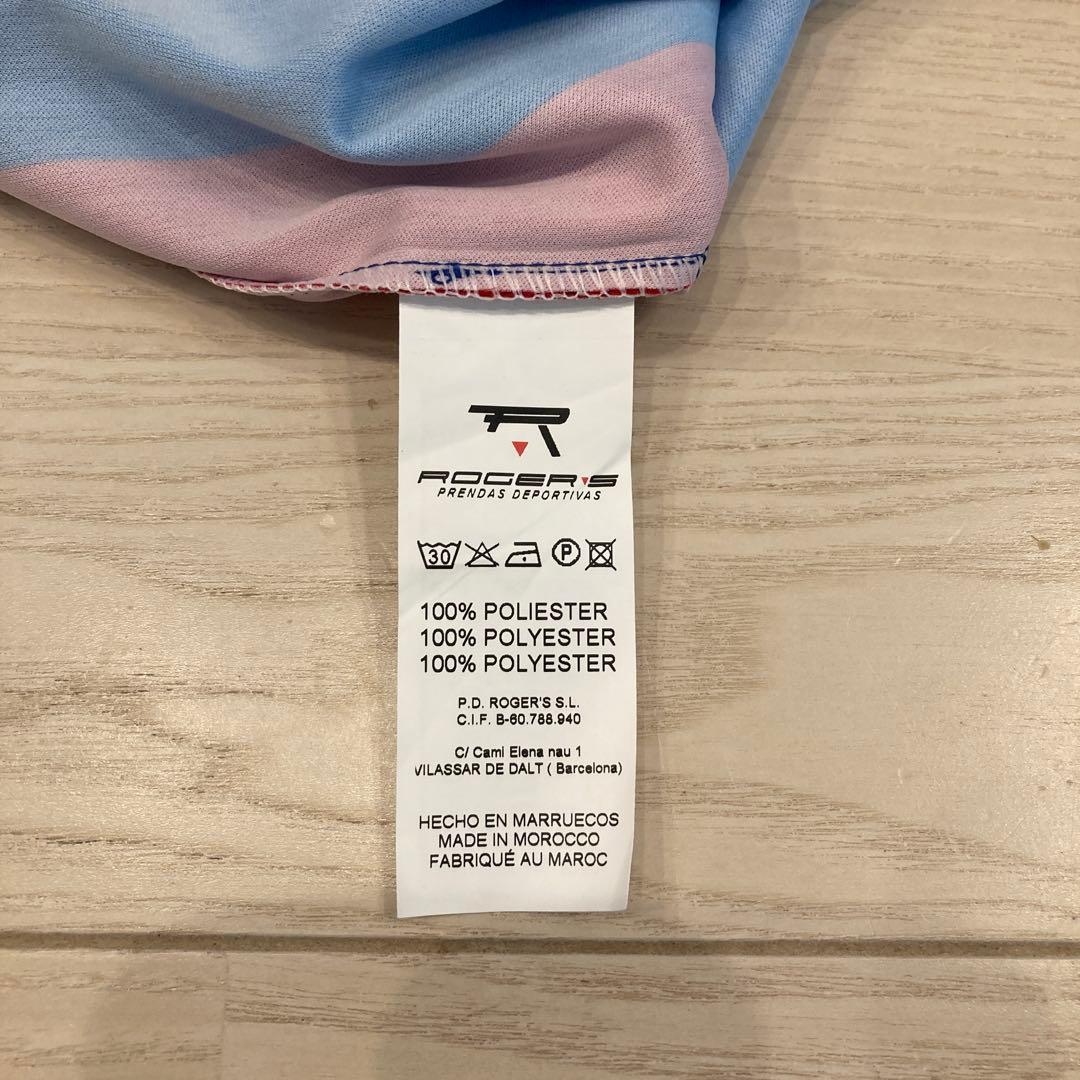 ROGER'S
PRENDAS DEPORTIVAS
30 P
100% POLIESTER
100% POLYESTER
100% POLYESTER
P.D. ROGER'S S.L.
C.I.F. B-60.788.940
C/ Cami Elena nau 1
VILASSAR DE DALT ( Barcelona)
HECHO EN MARRUECOS
MADE IN MOROCCO
FABRIQUÉ AU MAROC